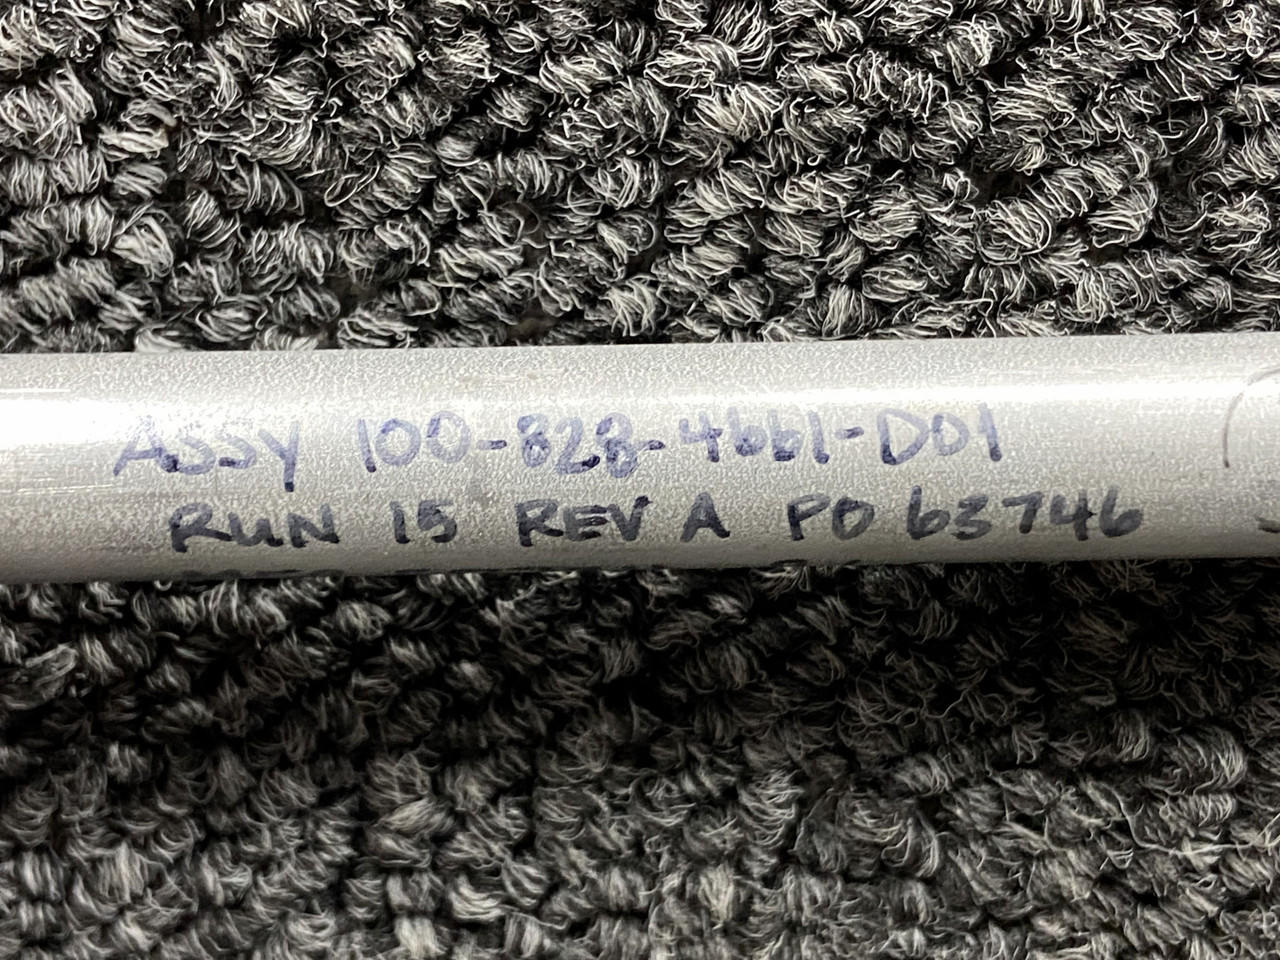 ASSY 100-828-4661-D01
RUN 15 REV A PO 63746